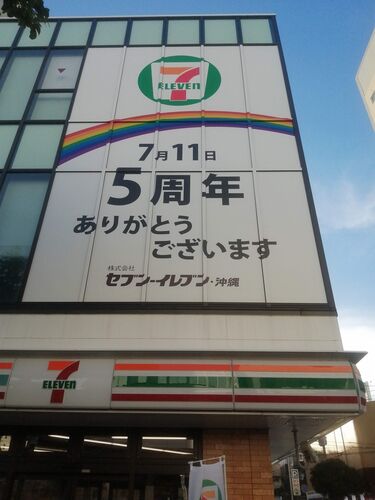 7
ELEVEN
7月11日
5周年
ありがとう
ございます
株式会社
セブン-イレブン・沖縄
7
ELEVEN